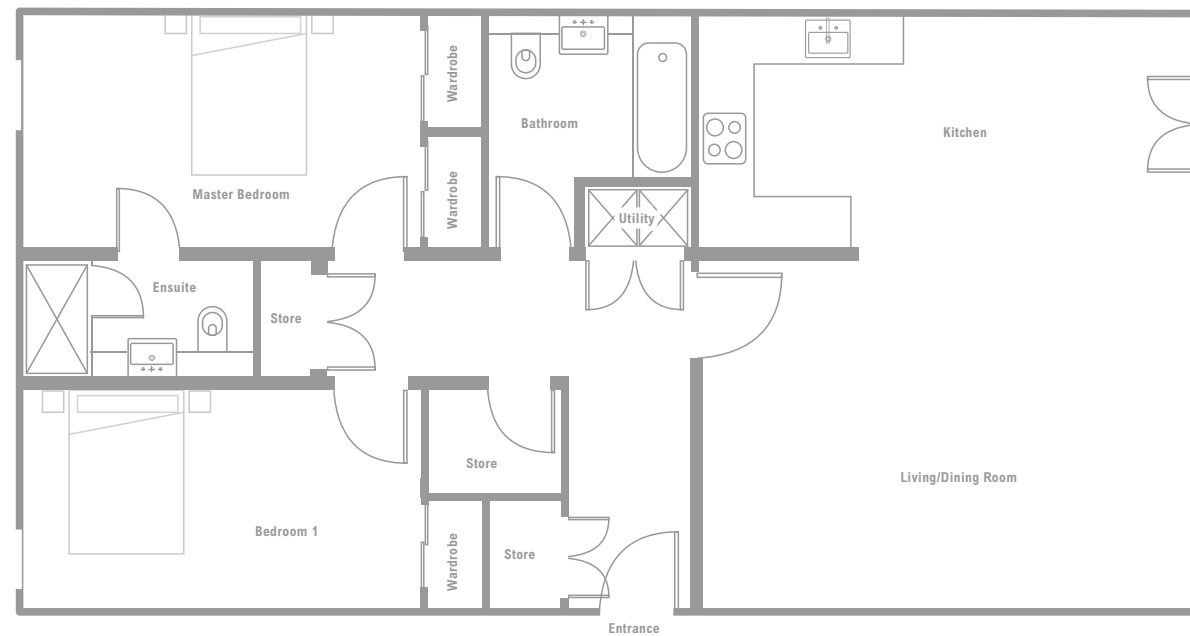 Wardrobe
Bathroom
Kitchen
Master Bedroom
Wardrobe
Utility
Ensuite
Store
Store
Living/Dining Room
Bedroom 1
Wardrobe
Store
Entrance